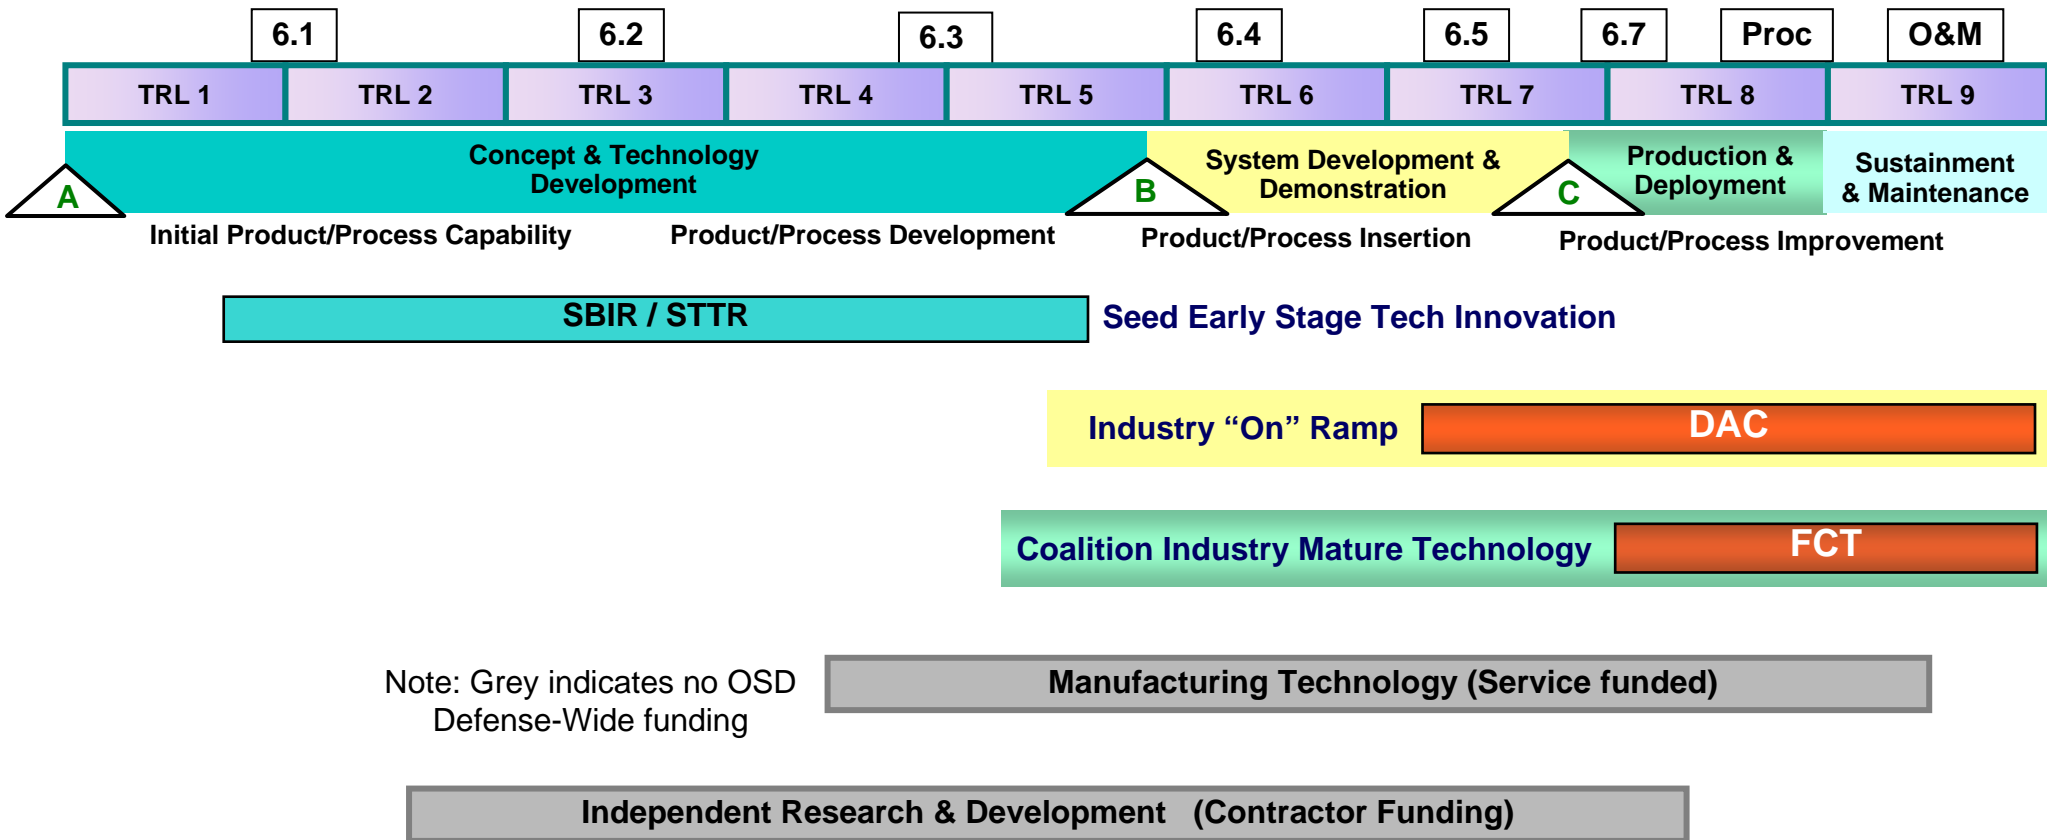 6.1 6.2 6.3 6.4 6.5 6.7 Proc O&M
TRL 1 TRL 2 TRL 3 TRL 4 TRL 5 TRL 6 TRL 7 TRL 8 TRL 9
Concept & Technology
Development
System Development &
Demonstration
Production &
Deployment
Sustainment
& Maintenance
A B C
Initial Product/Process Capability Product/Process Development Product/Process Insertion Product/Process Improvement
SBIR / STTR Seed Early Stage Tech Innovation
Industry “On” Ramp DAC
Coalition Industry Mature Technology FCT
Note: Grey indicates no OSD
Defense-Wide funding
Manufacturing Technology (Service funded)
Independent Research & Development (Contractor Funding)